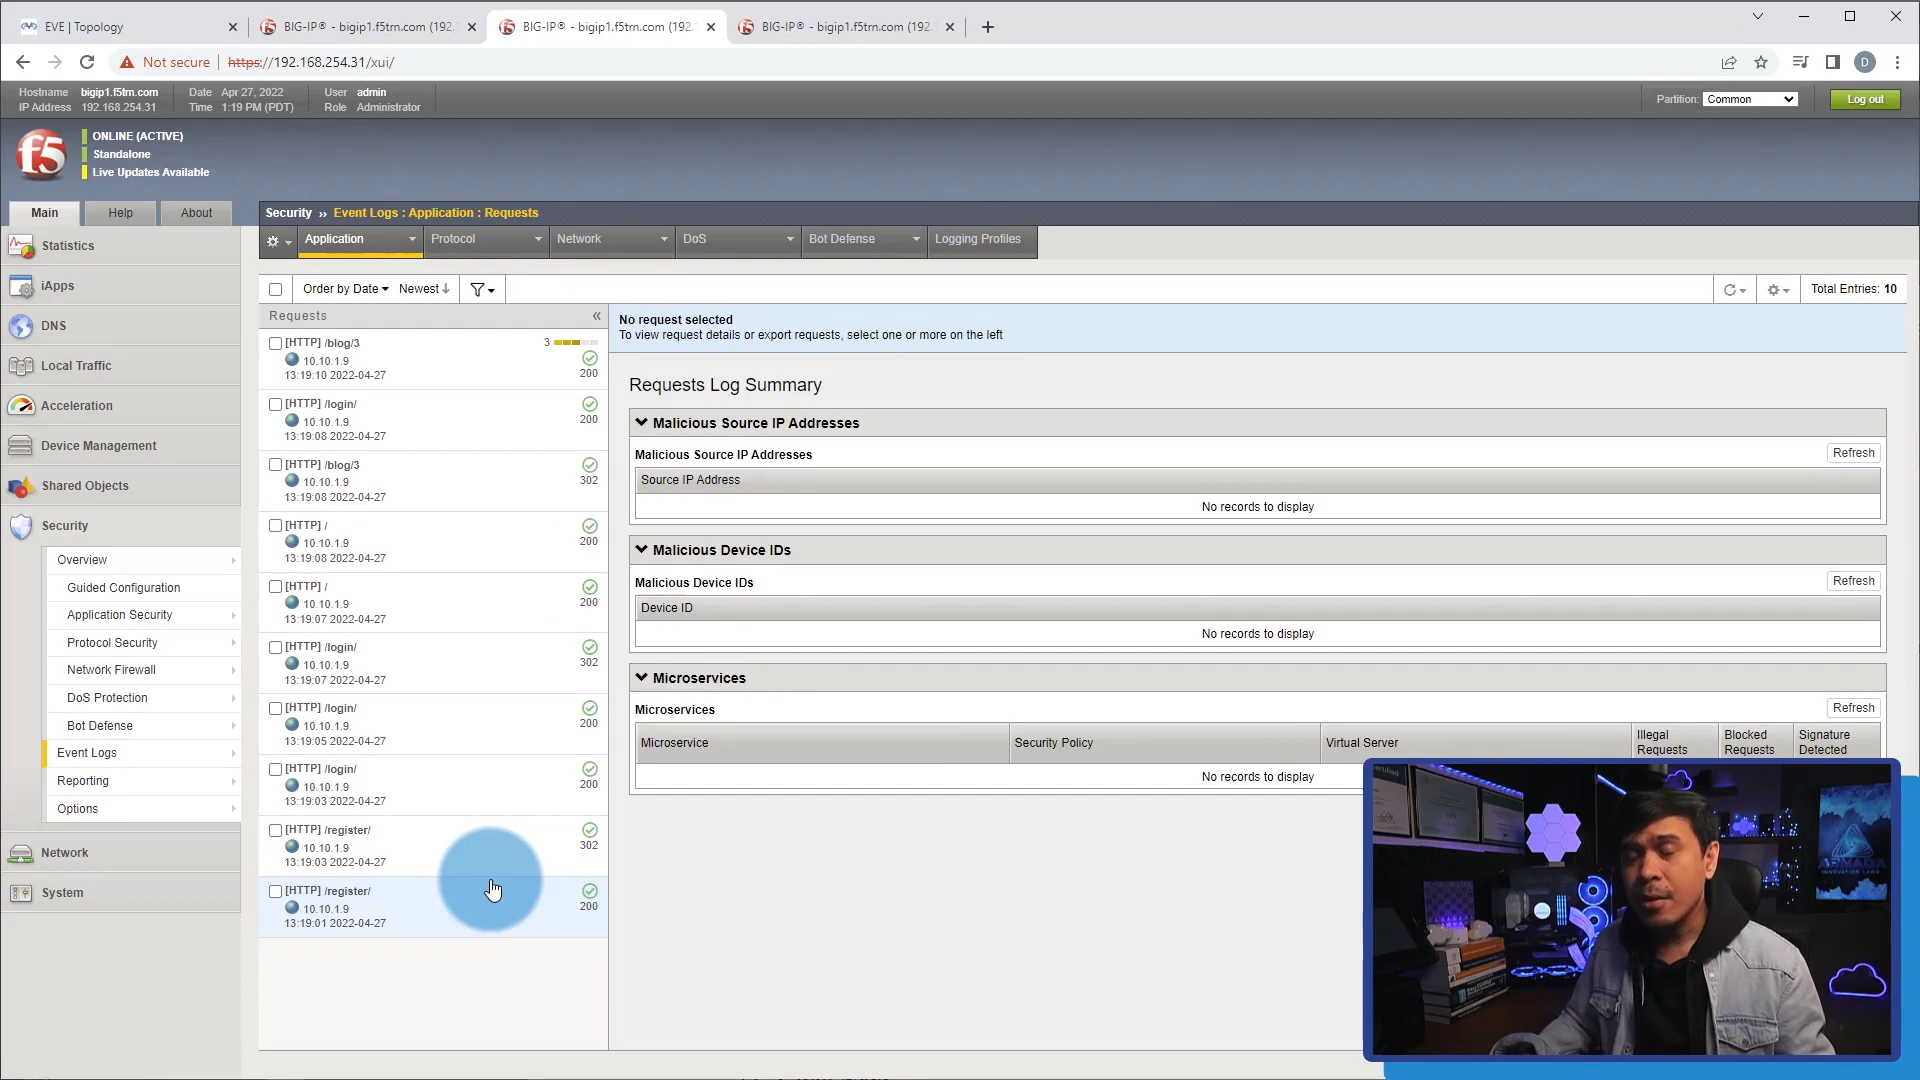 EVE | Topology
BIG-IP® - bigip1.f5trn.com (192.
BIG-IP® - bigip1.f5trn.com (192.
BIG-IP® - bigip1.f5trn.com (192.
Not secure
https://192.168.254.31/xui/
D
Hostname bigip1.f5trn.com
IP Address 192.168.254.31
Date Apr 27, 2022
Time 1:19 PM (PDT)
User admin
Role Administrator
Partition: Common
Log out
f5
ONLINE (ACTIVE)
Standalone
Live Updates Available
Main
Help
About
Security ›› Event Logs : Application : Requests
Application
Protocol
Network
DoS
Bot Defense
Logging Profiles
Statistics
iApps
DNS
Local Traffic
Acceleration
Device Management
Shared Objects
Security
Overview
Guided Configuration
Application Security
Protocol Security
Network Firewall
DoS Protection
Bot Defense
Event Logs
Reporting
Options
Network
System
Order by Date
Newest
Total Entries: 10
Requests
«
[HTTP] /blog/3
3
10.10.1.9
13:19:10 2022-04-27
200
[HTTP] /login/
10.10.1.9
200
13:19:08 2022-04-27
[HTTP] /blog/3
10.10.1.9
302
13:19:08 2022-04-27
[HTTP] /
10.10.1.9
200
13:19:08 2022-04-27
[HTTP] /
10.10.1.9
200
13:19:07 2022-04-27
[HTTP] /login/
10.10.1.9
302
13:19:07 2022-04-27
[HTTP] /login/
10.10.1.9
200
13:19:05 2022-04-27
[HTTP] /login/
10.10.1.9
200
13:19:03 2022-04-27
[HTTP] /register/
10.10.1.9
302
13:19:03 2022-04-27
[HTTP] /register/
10.10.1.9
200
13:19:01 2022-04-27
No request selected
To view request details or export requests, select one or more on the left
Requests Log Summary
Malicious Source IP Addresses
Malicious Source IP Addresses
Refresh
Source IP Address
No records to display
Malicious Device IDs
Malicious Device IDs
Refresh
Device ID
No records to display
Microservices
Microservices
Refresh
Microservice
Security Policy
Virtual Server
Illegal Requests
Blocked Requests
Signature Detected
No records to display
ARMADA
INNOVATION LABS